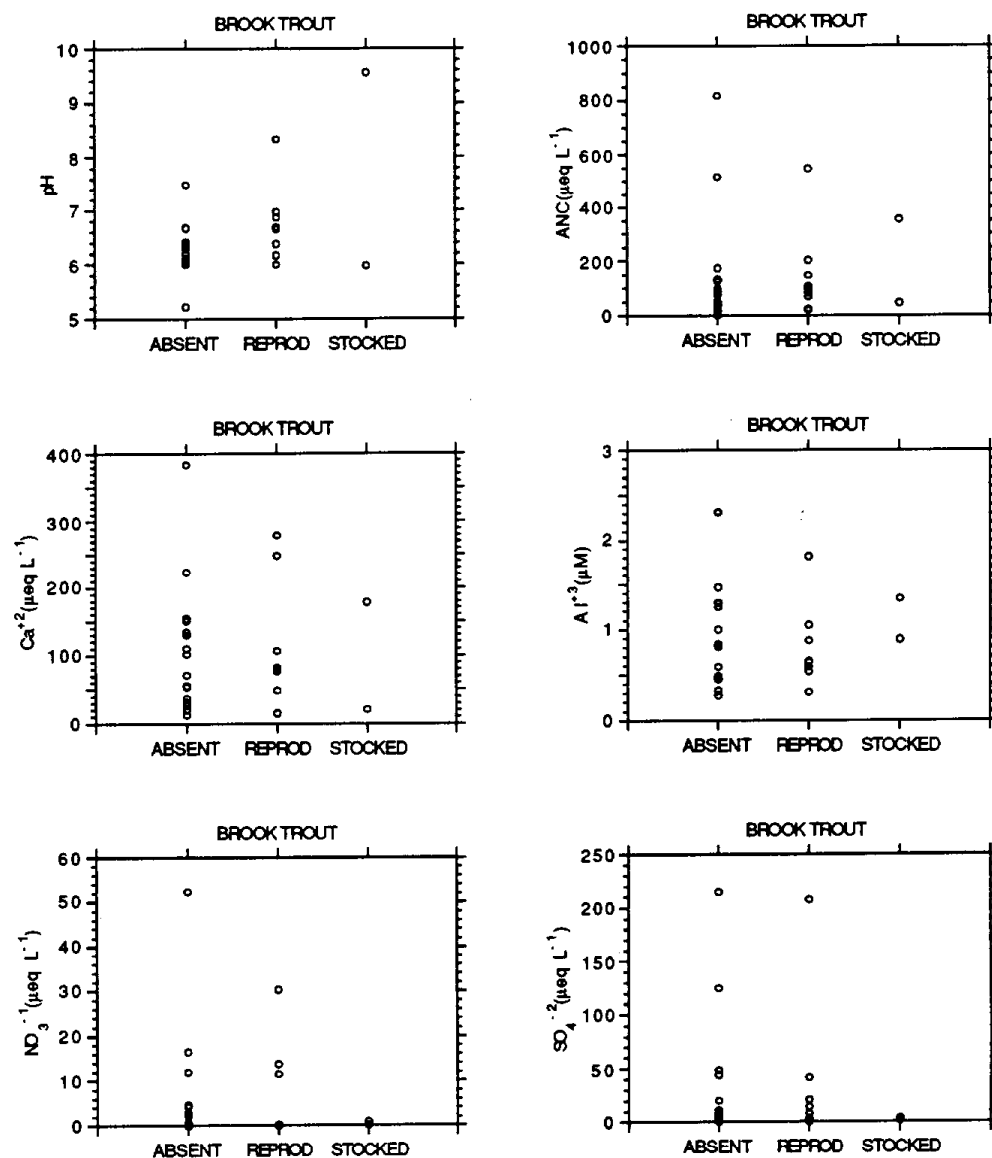 BROOK TROUT
10
9
8
7
6
5
pH
ABSENT REPROD STOCKED
BROOK TROUT
1000
800
600
400
200
0
ANC(μeq L-1)
ABSENT REPROD STOCKED
BROOK TROUT
400
300
200
100
0
Ca+2(μeq L-1)
ABSENT REPROD STOCKED
BROOK TROUT
3
2
1
0
Al+3(μM)
ABSENT REPROD STOCKED
BROOK TROUT
60
50
40
30
20
10
0
NO3-1(μeq L-1)
ABSENT REPROD STOCKED
BROOK TROUT
250
200
150
100
50
0
SO4-2(μeq L-1)
ABSENT REPROD STOCKED